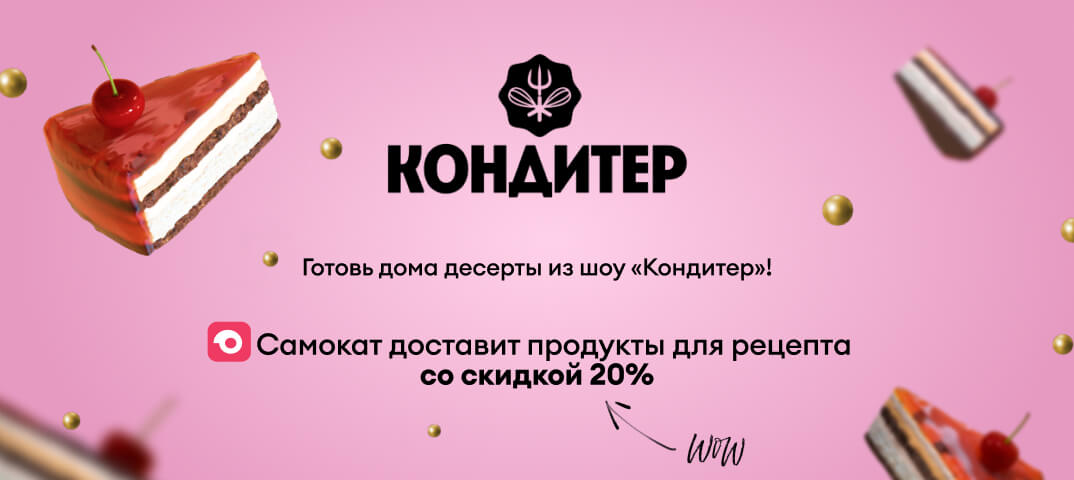 КОНДИТЕР
Готовь дома десерты из шоу «Кондитер»!
Самокат доставит продукты для рецепта
со скидкой 20%
WOW